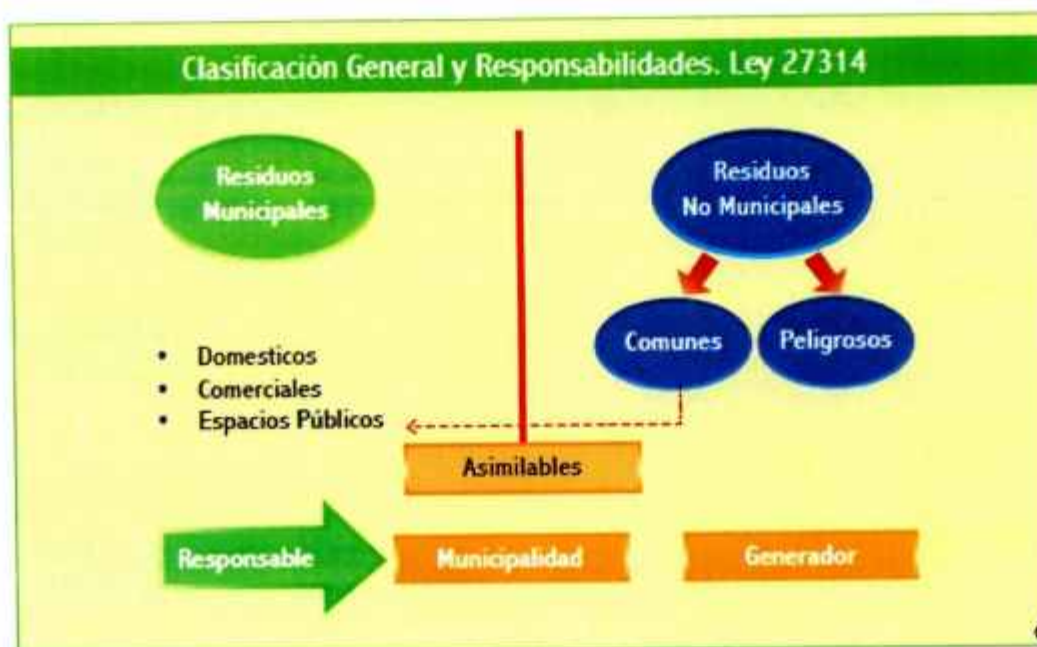 Clasificación General y Responsabilidades. Ley 27314
Residuos
Municipales
Residuos
No Municipales
Comunes
Peligrosos
• Domesticos
• Comerciales
• Espacios Públicos
Asimilables
Responsable
Municipalidad
Generador